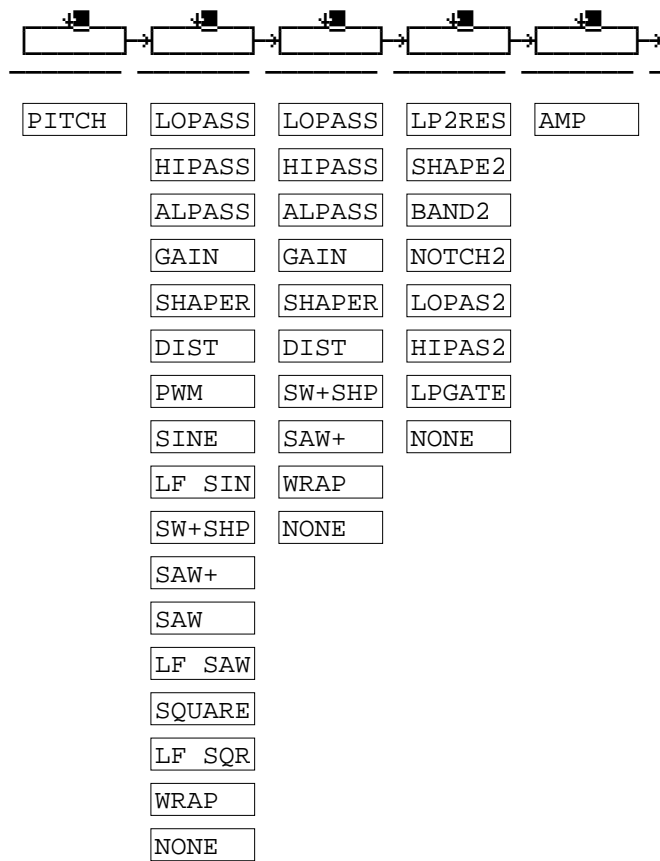 PITCH LOPASS LOPASS LP2RES AMP
HIPASS HIPASS SHAPE2
ALPASS ALPASS BAND2
GAIN GAIN NOTCH2
SHAPER SHAPER LOPAS2
DIST DIST HIPAS2
PWM SW+SHP LPGATE
SINE SAW+ NONE
LF SIN WRAP
SW+SHP NONE
SAW+
SAW
LF SAW
SQUARE
LF SQR
WRAP
NONE